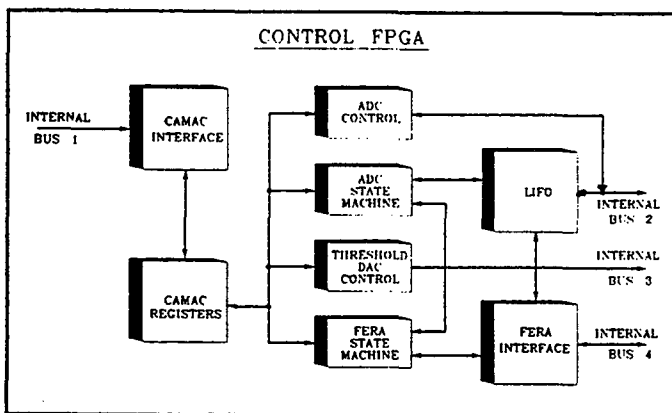 CONTROL FPGA
INTERNAL
BUS 1
CAMAC
INTERFACE
CAMAC
REGISTERS
ADC
CONTROL
ADC
STATE
MACHINE
THRESHOLD
DAC
CONTROL
FERA
STATE
MACHINE
LIFO
FERA
INTERFACE
INTERNAL
BUS 2
INTERNAL
BUS 3
INTERNAL
BUS 4